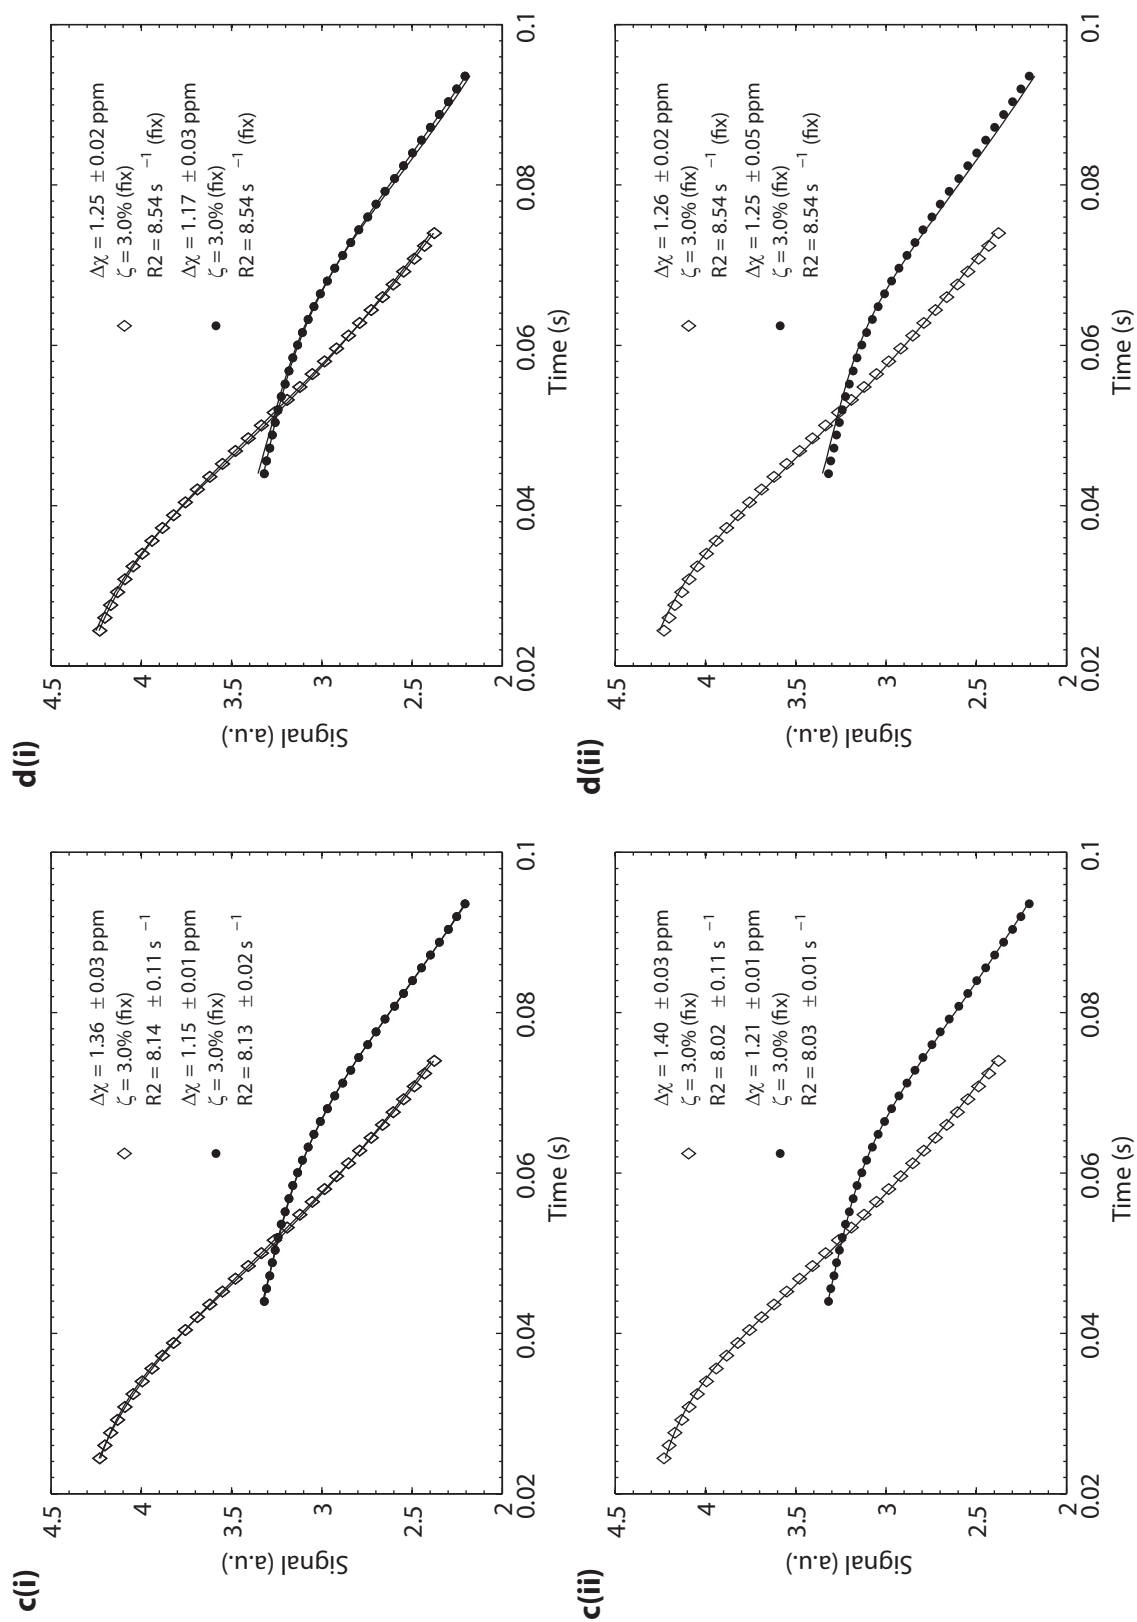 c(i)
4.5
4
3.5
3
2.5
2
Signal (a.u.)
0.02
0.04
0.06
0.08
0.1
Time (s)
Δχ = 1.36 ± 0.03 ppm
ζ = 3.0% (fix)
R2 = 8.14 ± 0.11 s⁻¹
Δχ = 1.15 ± 0.01 ppm
ζ = 3.0% (fix)
R2 = 8.13 ± 0.02 s⁻¹
d(i)
4.5
4
3.5
3
2.5
2
Signal (a.u.)
0.02
0.04
0.06
0.08
0.1
Time (s)
Δχ = 1.25 ± 0.02 ppm
ζ = 3.0% (fix)
R2 = 8.54 s⁻¹ (fix)
Δχ = 1.17 ± 0.03 ppm
ζ = 3.0% (fix)
R2 = 8.54 s⁻¹ (fix)
c(ii)
4.5
4
3.5
3
2.5
2
Signal (a.u.)
0.02
0.04
0.06
0.08
0.1
Time (s)
Δχ = 1.40 ± 0.03 ppm
ζ = 3.0% (fix)
R2 = 8.02 ± 0.11 s⁻¹
Δχ = 1.21 ± 0.01 ppm
ζ = 3.0% (fix)
R2 = 8.03 ± 0.01 s⁻¹
d(ii)
4.5
4
3.5
3
2.5
2
Signal (a.u.)
0.02
0.04
0.06
0.08
0.1
Time (s)
Δχ = 1.26 ± 0.02 ppm
ζ = 3.0% (fix)
R2 = 8.54 s⁻¹ (fix)
Δχ = 1.25 ± 0.05 ppm
ζ = 3.0% (fix)
R2 = 8.54 s⁻¹ (fix)